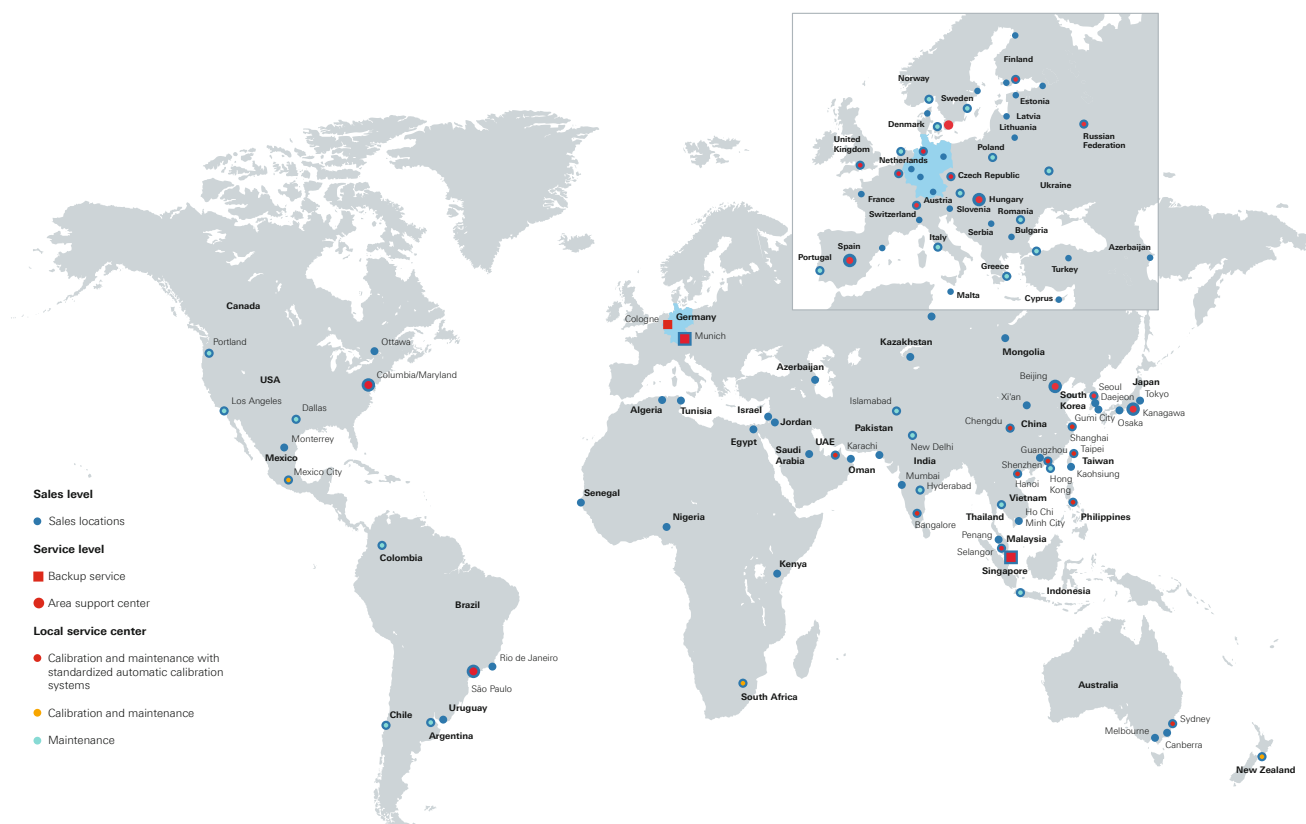 Finland
Norway
Sweden
Estonia
Denmark
Latvia
Lithuania
United
Kingdom
Russian
Federation
Poland
Netherlands
Czech Republic
Ukraine
France
Austria
Hungary
Switzerland
Slovenia
Romania
Serbia
Bulgaria
Italy
Spain
Azerbaijan
Portugal
Greece
Turkey
Malta
Cyprus
Canada
Cologne
Germany
Munich
Portland
Ottawa
Kazakhstan
Mongolia
USA
Columbia/Maryland
Azerbaijan
Beijing
Seoul
Japan
Daejeon
Tokyo
South
Korea
Xi'an
Los Angeles
Dallas
Algeria
Tunisia
Israel
Jordan
Islamabad
Gumi City
Kanagawa
Osaka
Chengdu
China
Monterrey
Mexico
Egypt
Pakistan
Shanghai
Saudi
Arabia
UAE
Karachi
New Delhi
Guangzhou
Taipei
Oman
India
Shenzhen
Taiwan
Mexico City
Mumbai
Hanoi
Hong
Kong
Kaohsiung
Hyderabad
Senegal
Vietnam
Nigeria
Bangalore
Thailand
Ho Chi
Minh City
Philippines
Penang
Malaysia
Selangor
Colombia
Kenya
Singapore
Indonesia
Brazil
Rio de Janeiro
São Paulo
South Africa
Australia
Chile
Uruguay
Argentina
Sydney
Melbourne
Canberra
New Zealand
Sales level
Sales locations
Service level
Backup service
Area support center
Local service center
Calibration and maintenance with
standardized automatic calibration
systems
Calibration and maintenance
Maintenance